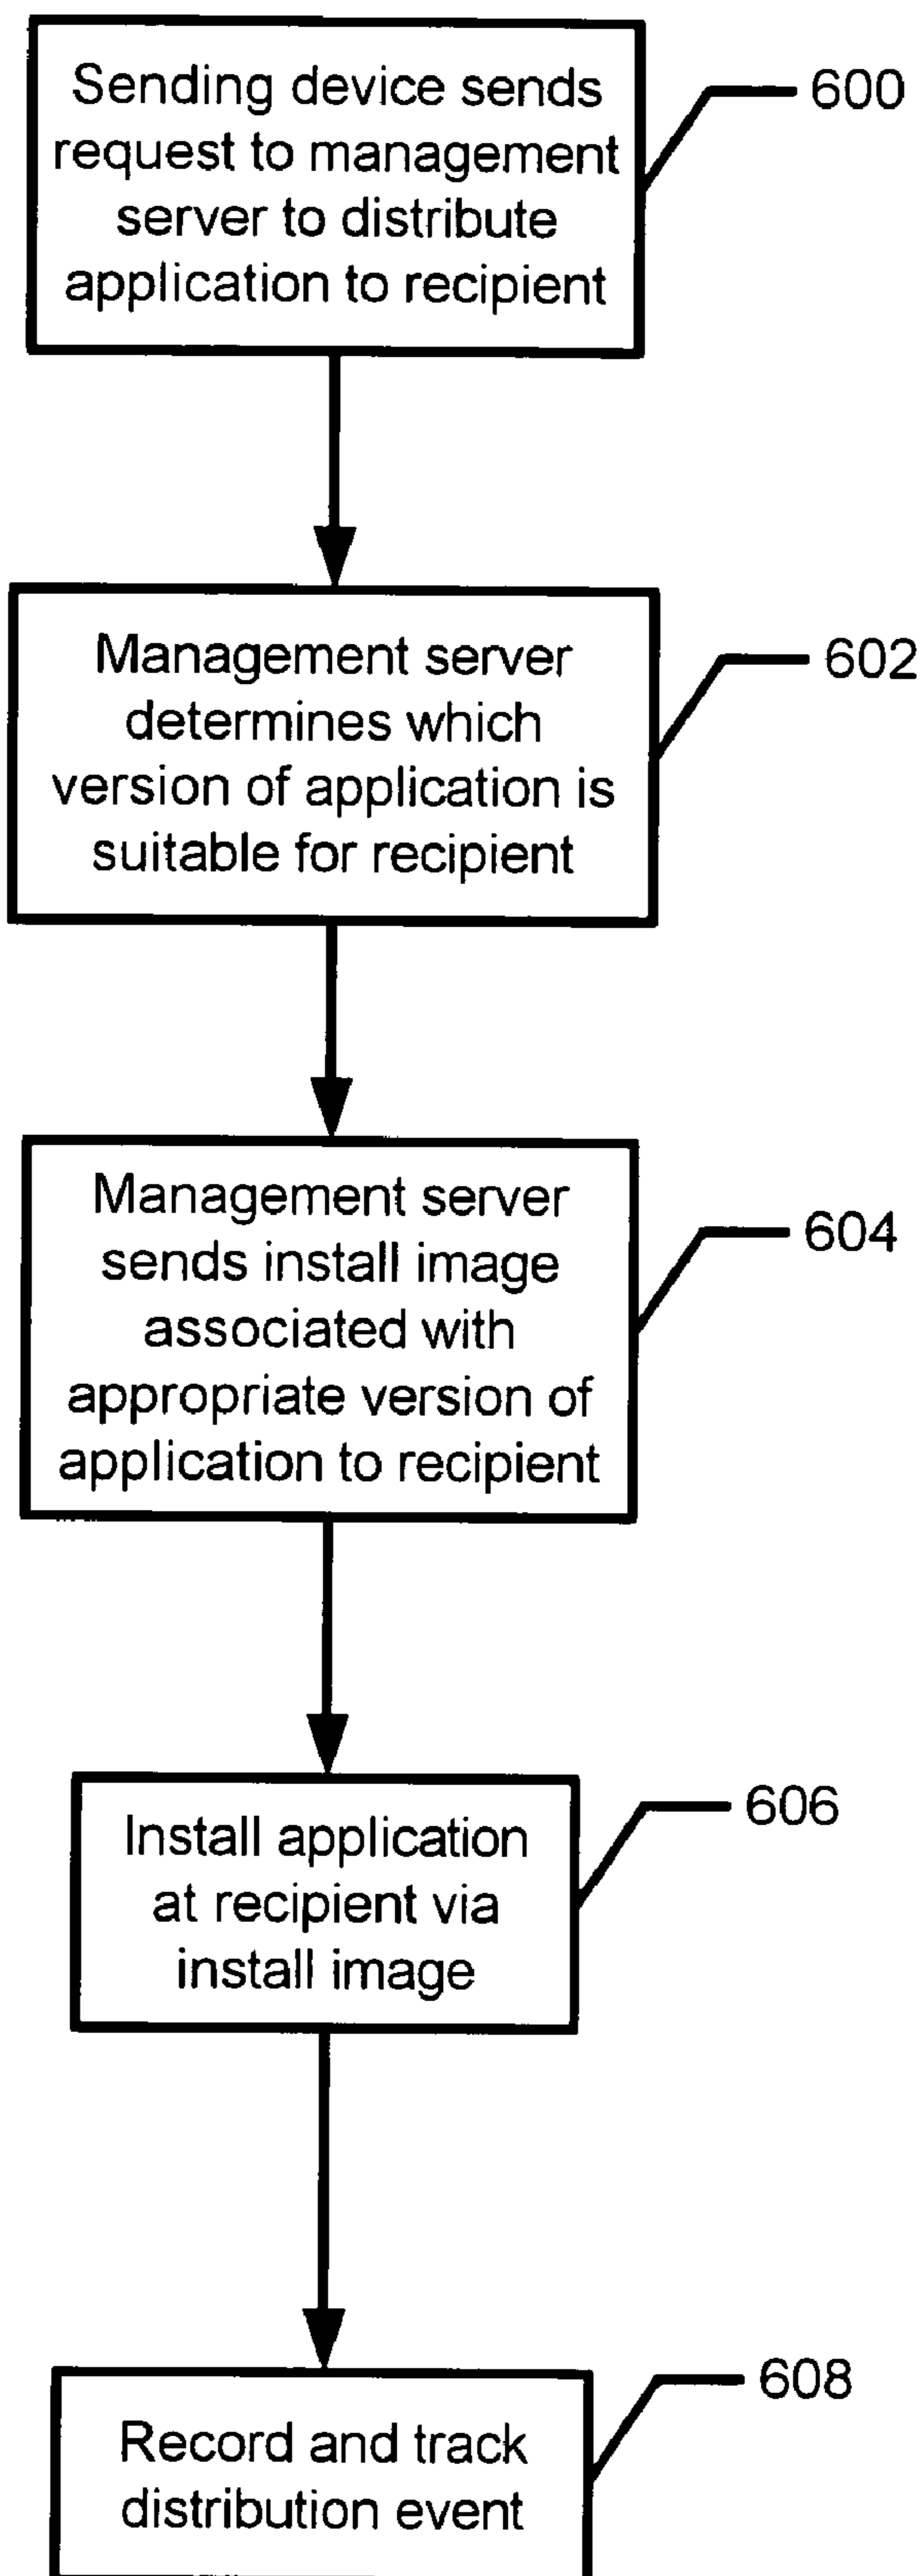 Sending device sends
request to management
server to distribute
application to recipient
600
Management server
determines which
version of application is
suitable for recipient
602
Management server
sends install image
associated with
appropriate version of
application to recipient
604
Install application
at recipient via
install image
606
Record and track
distribution event
608